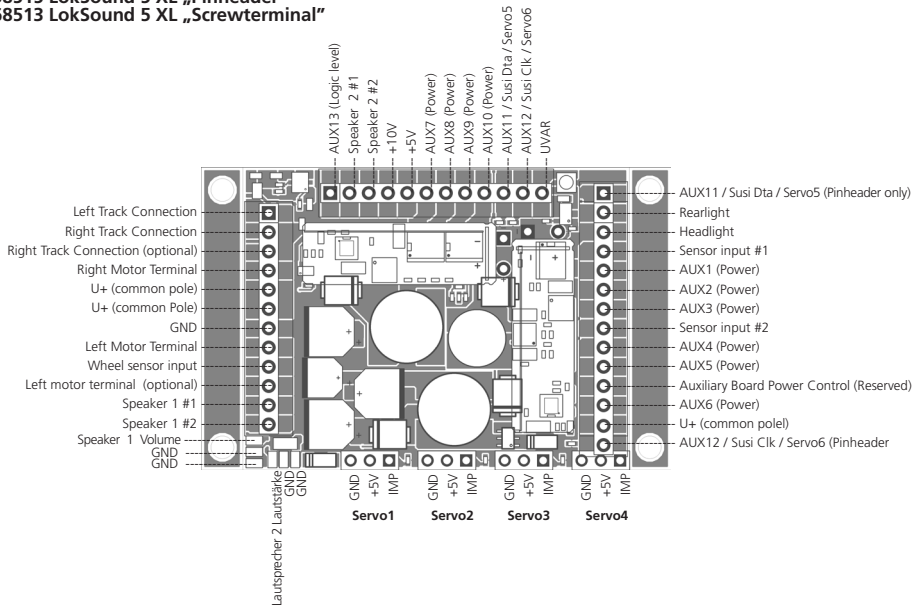 58513 LokSound 5 XL „Pinheader“
58513 LokSound 5 XL „Screwterminal”
AUX13 (Logic level)
Speaker 2 #1
Speaker 2 #2
+10V
+5V
AUX7 (Power)
AUX8 (Power)
AUX9 (Power)
AUX10 (Power)
AUX11 / Susi Dta / Servo5
AUX12 / Susi Clk / Servo6
UVAR
Left Track Connection
Right Track Connection
Right Track Connection (optional)
Right Motor Terminal
U+ (common pole)
U+ (common Pole)
GND
Left Motor Terminal
Wheel sensor input
Left motor terminal (optional)
Speaker 1 #1
Speaker 1 #2
Speaker 1 Volume
GND
GND
AUX11 / Susi Dta / Servo5 (Pinheader only)
Rearlight
Headlight
Sensor input #1
AUX1 (Power)
AUX2 (Power)
AUX3 (Power)
Sensor input #2
AUX4 (Power)
AUX5 (Power)
Auxiliary Board Power Control (Reserved)
AUX6 (Power)
U+ (common polel)
AUX12 / Susi Clk / Servo6 (Pinheader
Lautsprecher 2 Lautstärke
GND
GND
GND
+5V
IMP
GND
+5V
IMP
GND
+5V
IMP
GND
+5V
IMP
Servo1
Servo2
Servo3
Servo4